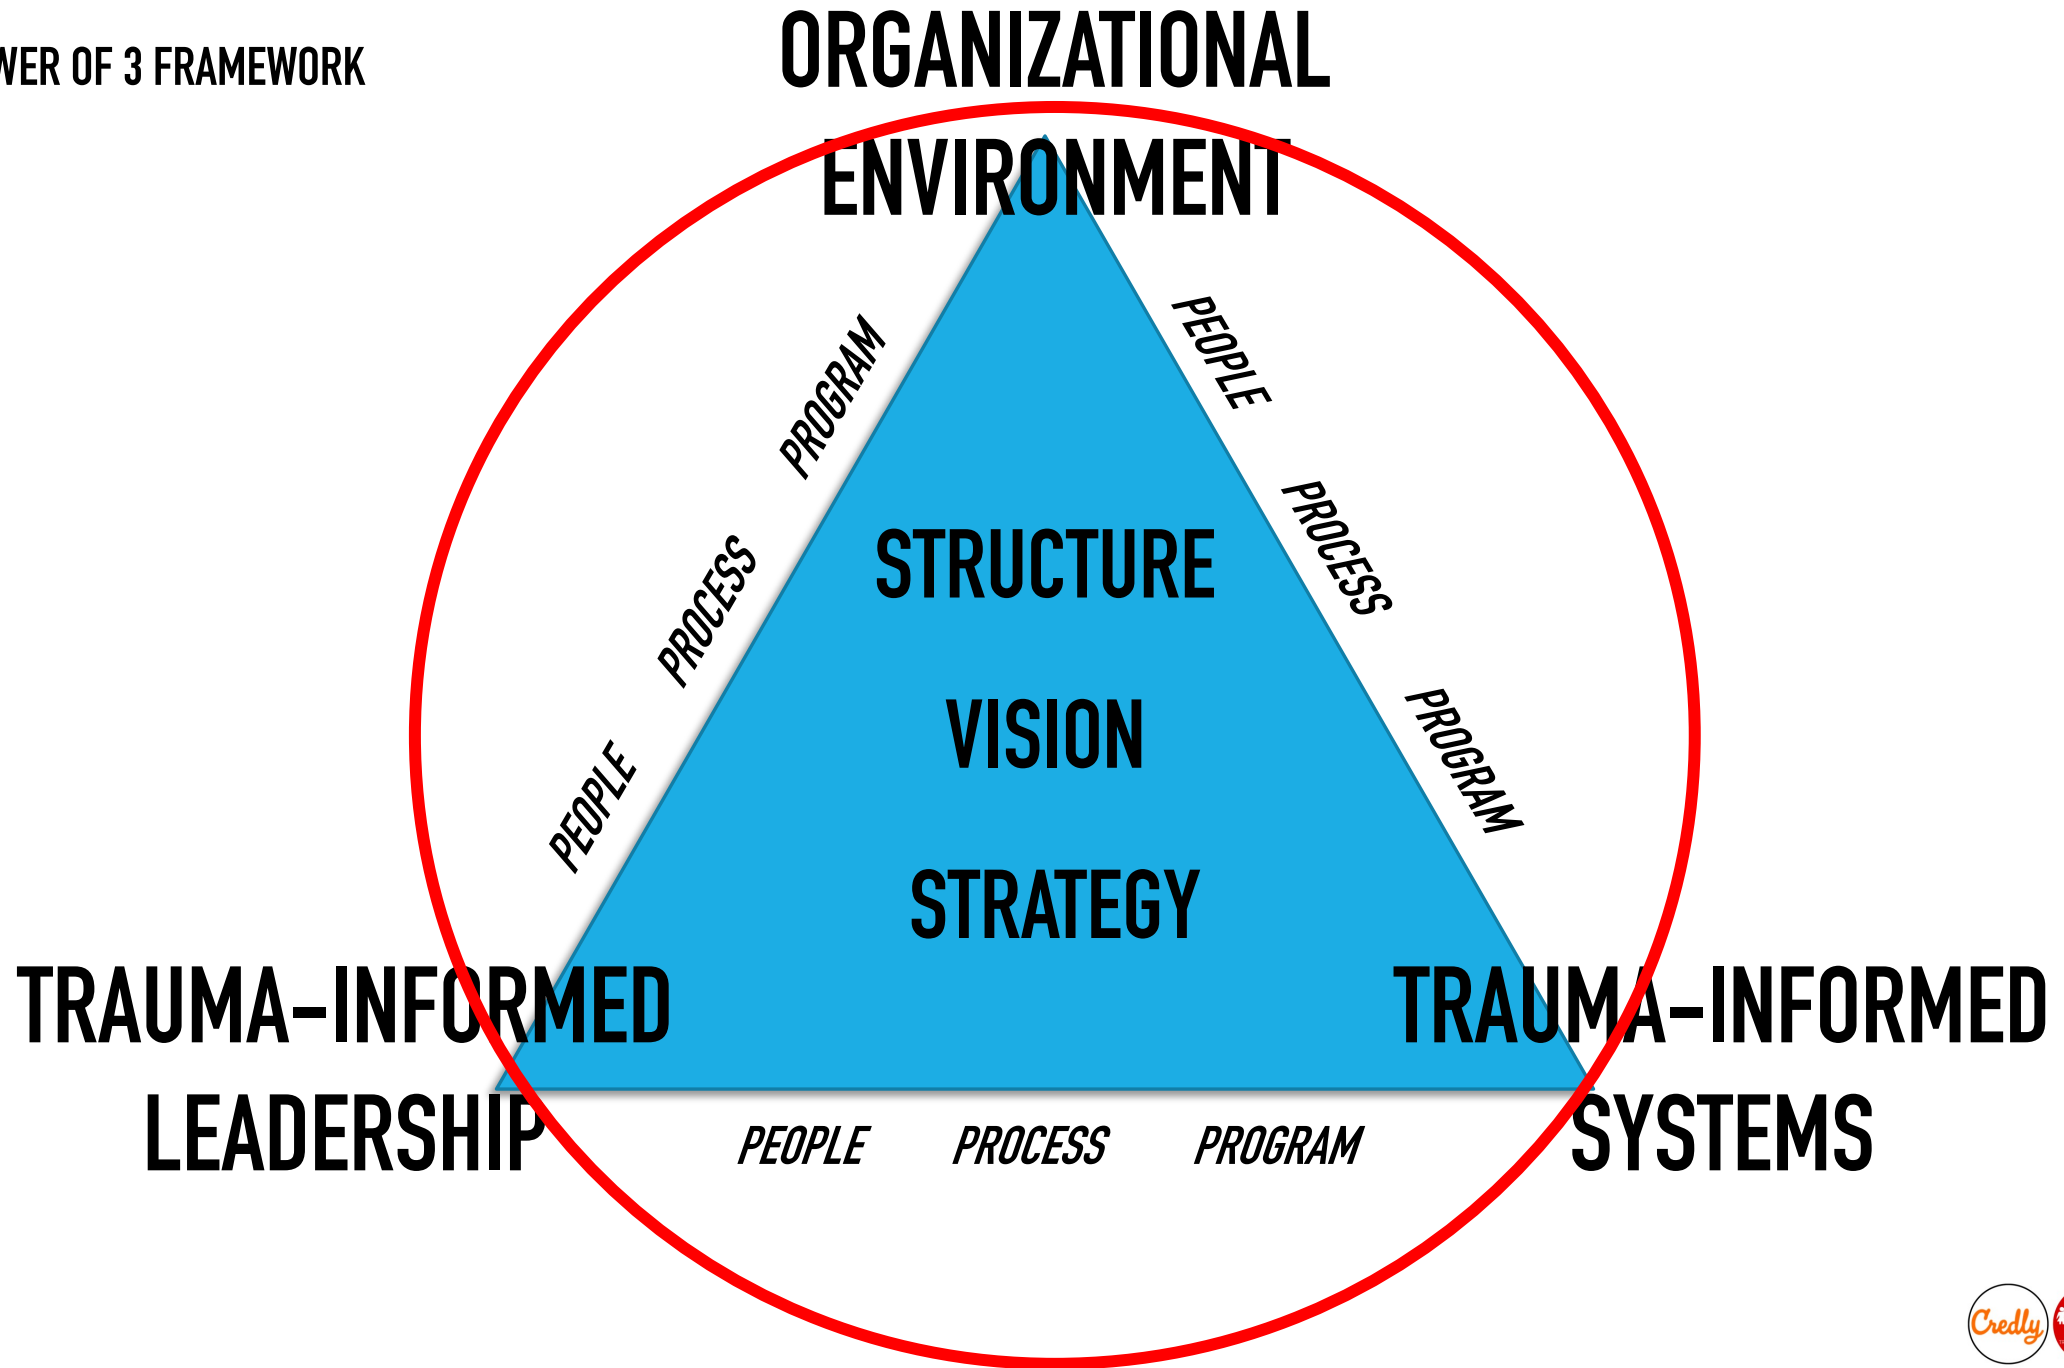 WER OF 3 FRAMEWORK
ORGANIZATIONAL
ENVIRONMENT
PROGRAM
PROCESS
PEOPLE
PEOPLE
PROCESS
PROGRAM
STRUCTURE
VISION
STRATEGY
TRAUMA-INFORMED
LEADERSHIP
TRAUMA-INFORMED
SYSTEMS
PEOPLE PROCESS PROGRAM
Credly